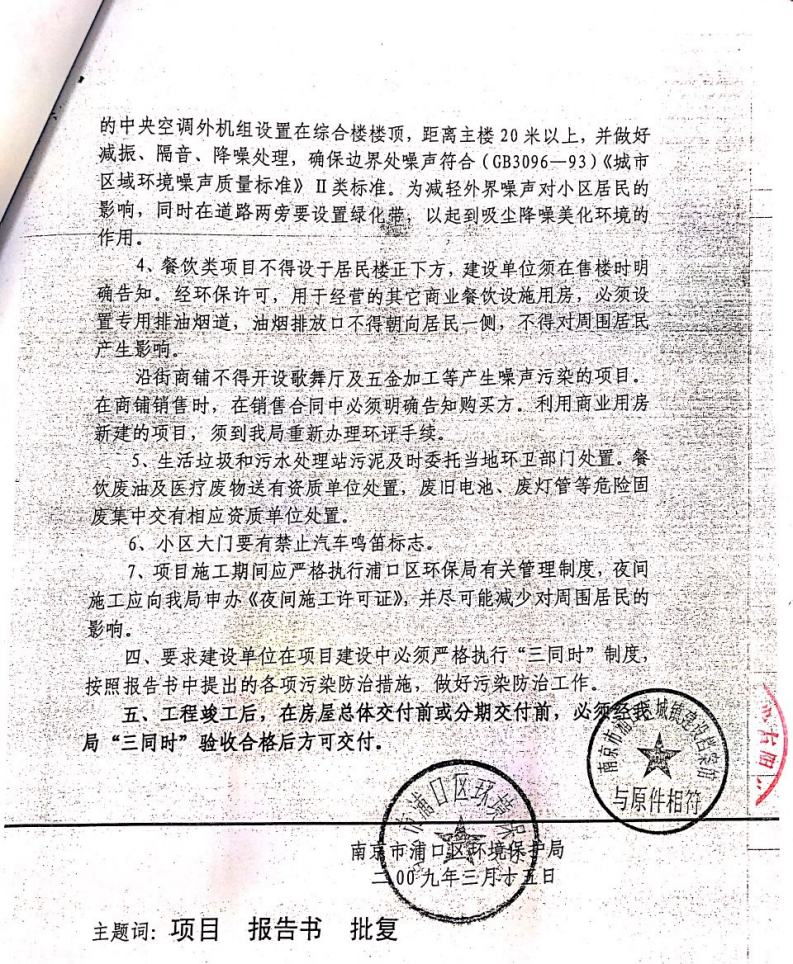 的中央空调外机组设置在综合楼楼顶，距离主楼20米以上，并做好
减振、隔音、降噪处理，确保边界处噪声符合(GB3096—93)《城市
区域环境噪声质量标准》Ⅱ类标准。为减轻外界噪声对小区居民的
影响，同时在道路两旁要设置绿化带，以起到吸尘降噪美化环境的
作用。
4、餐饮类项目不得设于居民楼正下方，建设单位须在售楼时明
确告知。经环保许可，用于经营的其它商业餐饮设施用房，必须设
置专用排油烟道，油烟排放口不得朝向居民一侧，不得对周围居民
产生影响。
沿街商铺不得开设歌舞厅及五金加工等产生噪声污染的项目。
在商铺销售时，在销售合同中必须明确告知购买方。利用商业用房
新建的项目，须到我局重新办理环评手续。
5、生活垃圾和污水处理站污泥及时委托当地环卫部门处置。餐
饮废油及医疗废物送有资质单位处置，废旧电池、废灯管等危险固
废集中交有相应资质单位处置。
6、小区大门要有禁止汽车鸣笛标志。
7、项目施工期间应严格执行浦口区环保局有关管理制度，夜间
施工应向我局申办《夜间施工许可证》，并尽可能减少对周围居民的
影响。
四、要求建设单位在项目建设中必须严格执行“三同时”制度，
按照报告书中提出的各项污染防治措施，做好污染防治工作。
五、工程竣工后，在房屋总体交付前或分期交付前，必须经我
局“三同时”验收合格后方可交付。
南京市浦口区城镇建设档案馆
与原件相符
市浦口区环境保
南京市浦口区环境保护局
二00九年三月十五日
主题词：项目 报告书 批复